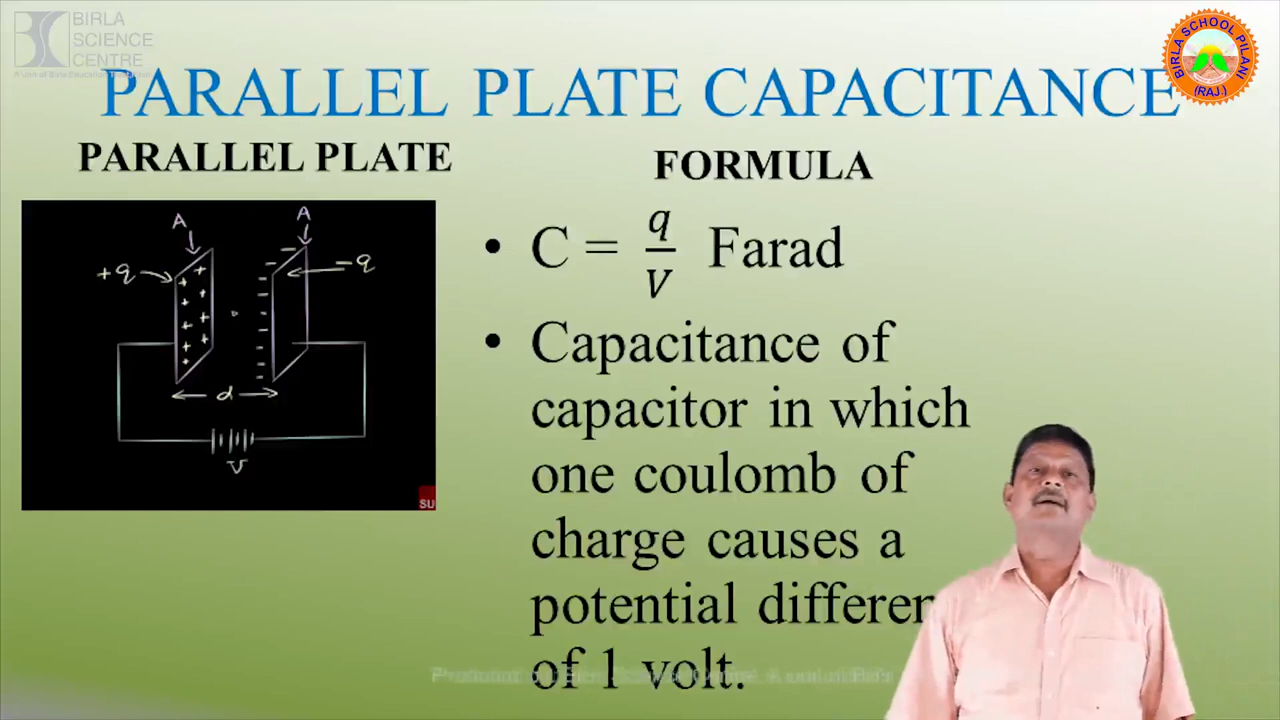 BIRLA
SCIENCE
CENTRE
BIRLA SCHOOL PILANI
(RAJ.)
PARALLEL PLATE CAPACITANCE
PARALLEL PLATE
A
A
+q
-q
d
V
SU
FORMULA
• C = q/V Farad
• Capacitance of
capacitor in which
one coulomb of
charge causes a
potential differen
of 1 volt.